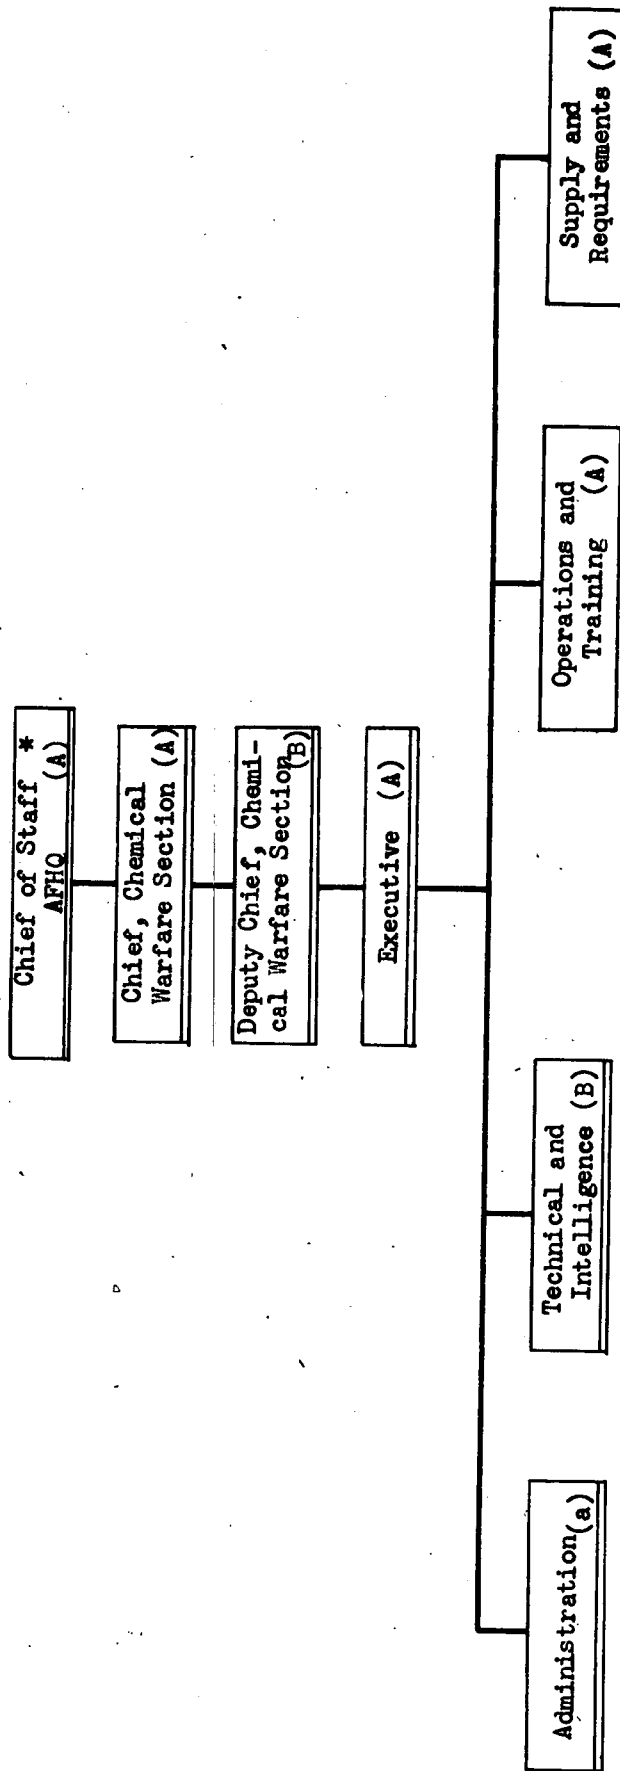 Chief of Staff *
AFHQ (A)
Chief, Chemical
Warfare Section (A)
Deputy Chief, Chemi-
cal Warfare Section (B)
Executive (A)
Administration (a)
Technical and
Intelligence (B)
Operations and
Training (A)
Supply and
Requirements (A)